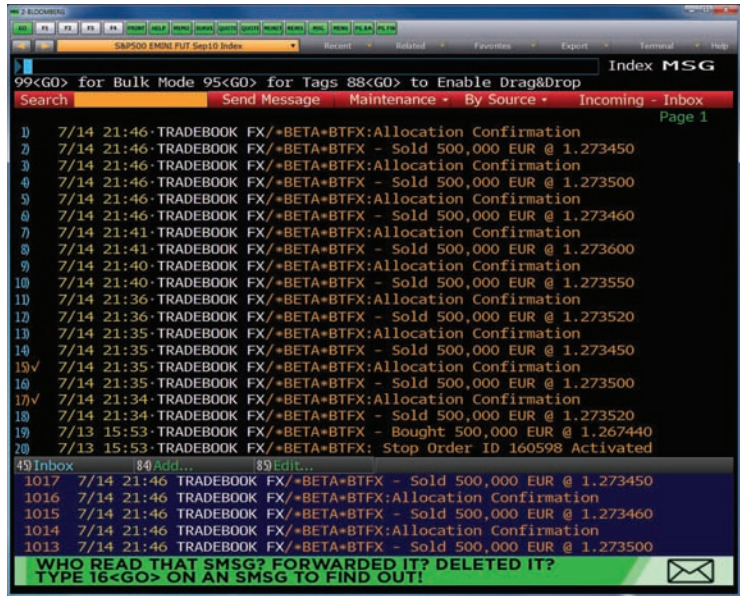 2-BLOOMBERG
GO F1 F2 F3 F4 PRINT HELP MENU QUOTE QUOTE MSG MENU
S&P500 EMINI FUT Sep10 Index Recent Related Favorites Export Terminal Help
Index MSG
99<GO> for Bulk Mode 95<GO> for Tags 88<GO> to Enable Drag&Drop
Search Send Message Maintenance By Source Incoming - Inbox
Page 1
1) 7/14 21:46·TRADEBOOK FX/*BETA*BTFX:Allocation Confirmation
2) 7/14 21:46·TRADEBOOK FX/*BETA*BTFX - Sold 500,000 EUR @ 1.273450
3) 7/14 21:46·TRADEBOOK FX/*BETA*BTFX:Allocation Confirmation
4) 7/14 21:46·TRADEBOOK FX/*BETA*BTFX - Sold 500,000 EUR @ 1.273500
5) 7/14 21:46·TRADEBOOK FX/*BETA*BTFX:Allocation Confirmation
6) 7/14 21:46·TRADEBOOK FX/*BETA*BTFX - Sold 500,000 EUR @ 1.273460
7) 7/14 21:41·TRADEBOOK FX/*BETA*BTFX:Allocation Confirmation
8) 7/14 21:41·TRADEBOOK FX/*BETA*BTFX - Sold 500,000 EUR @ 1.273600
9) 7/14 21:40·TRADEBOOK FX/*BETA*BTFX:Allocation Confirmation
10) 7/14 21:40·TRADEBOOK FX/*BETA*BTFX - Sold 500,000 EUR @ 1.273550
11) 7/14 21:36·TRADEBOOK FX/*BETA*BTFX:Allocation Confirmation
12) 7/14 21:36·TRADEBOOK FX/*BETA*BTFX - Sold 500,000 EUR @ 1.273520
13) 7/14 21:35·TRADEBOOK FX/*BETA*BTFX:Allocation Confirmation
14) 7/14 21:35·TRADEBOOK FX/*BETA*BTFX - Sold 500,000 EUR @ 1.273450
15)✓ 7/14 21:35·TRADEBOOK FX/*BETA*BTFX:Allocation Confirmation
16) 7/14 21:35·TRADEBOOK FX/*BETA*BTFX - Sold 500,000 EUR @ 1.273500
17)✓ 7/14 21:34·TRADEBOOK FX/*BETA*BTFX:Allocation Confirmation
18) 7/14 21:34·TRADEBOOK FX/*BETA*BTFX - Sold 500,000 EUR @ 1.273520
19) 7/13 15:53·TRADEBOOK FX/*BETA*BTFX - Bought 500,000 EUR @ 1.267440
20) 7/13 15:53·TRADEBOOK FX/*BETA*BTFX: Stop Order ID 160598 Activated
45) Inbox 84) Add... 85) Edit...
1017 7/14 21:46 TRADEBOOK FX/*BETA*BTFX - Sold 500,000 EUR @ 1.273450
1016 7/14 21:46 TRADEBOOK FX/*BETA*BTFX:Allocation Confirmation
1015 7/14 21:46 TRADEBOOK FX/*BETA*BTFX - Sold 500,000 EUR @ 1.273460
1014 7/14 21:46 TRADEBOOK FX/*BETA*BTFX:Allocation Confirmation
1013 7/14 21:46 TRADEBOOK FX/*BETA*BTFX - Sold 500,000 EUR @ 1.273500
WHO READ THAT SMSG? FORWARDED IT? DELETED IT?
TYPE 16<GO> ON AN SMSG TO FIND OUT!